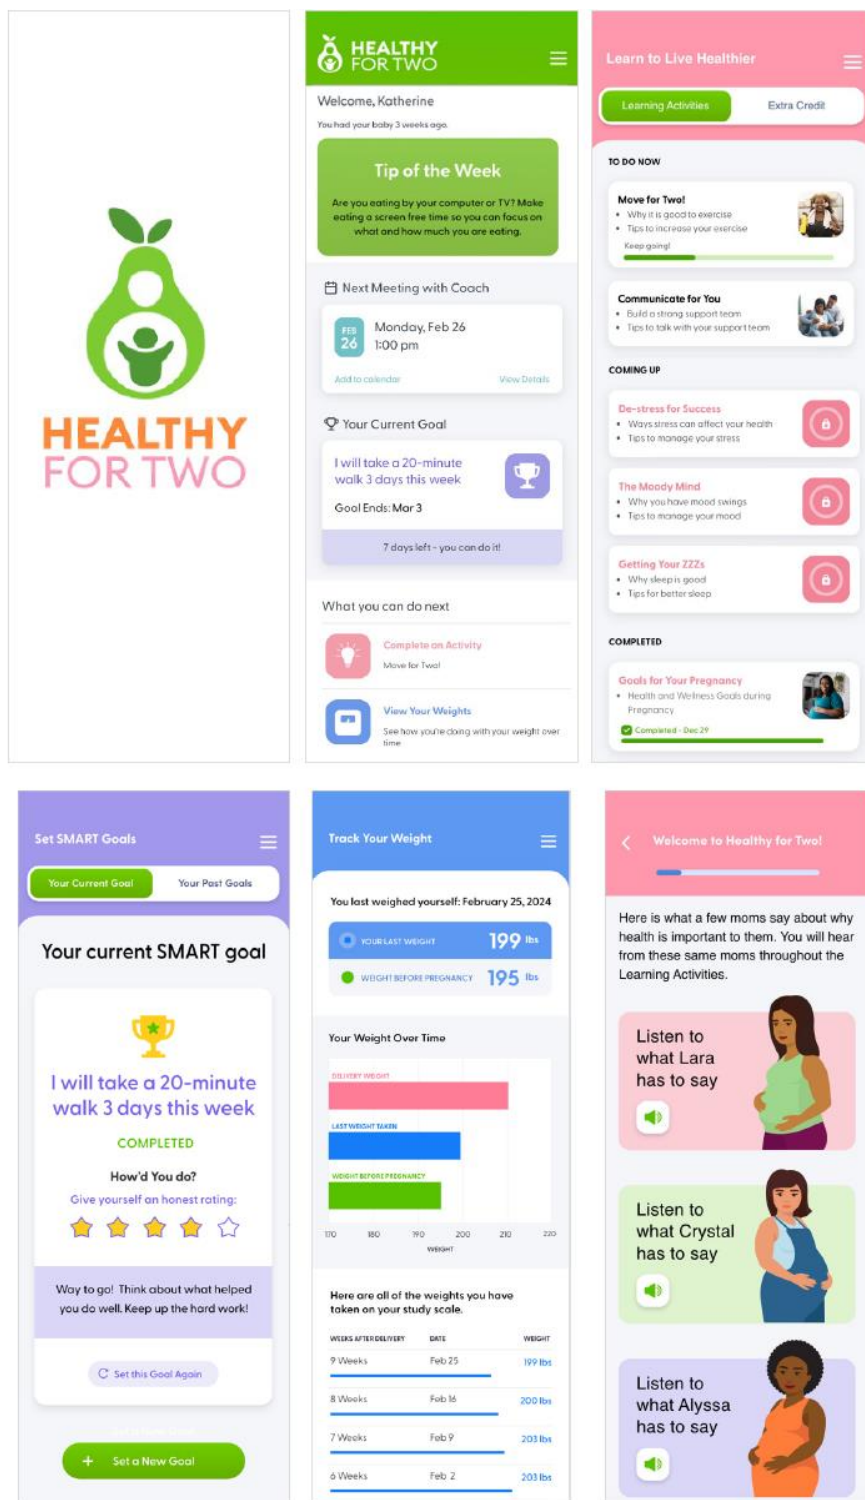 HEALTHY
FOR TWO
HEALTHY
FOR TWO
Welcome, Katherine
You had your baby 3 weeks ago.
Tip of the Week
Are you eating by your computer or TV? Make
eating a screen free time so you can focus on
what and how much you are eating.
Next Meeting with Coach
FEB
26
Monday, Feb 26
1:00 pm
Add to calendar
View Details
Your Current Goal
I will take a 20-minute
walk 3 days this week
Goal Ends: Mar 3
7 days left - you can do it!
What you can do next
Complete an Activity
Move for Two!
View Your Weights
See how you're doing with your weight over
time
Learn to Live Healthier
Learning Activities
Extra Credit
TO DO NOW
Move for Two!
• Why it is good to exercise
• Tips to increase your exercise
Keep going!
Communicate for You
• Build a strong support team
• Tips to talk with your support team
COMING UP
De-stress for Success
• Ways stress can affect your health
• Tips to manage your stress
The Moody Mind
• Why you have mood swings
• Tips to manage your mood
Getting Your ZZZs
• Why sleep is good
• Tips for better sleep
COMPLETED
Goals for Your Pregnancy
• Health and Wellness Goals during
Pregnancy
Completed - Dec 29
Set SMART Goals
Your Current Goal
Your Past Goals
Your current SMART goal
I will take a 20-minute
walk 3 days this week
COMPLETED
How'd You do?
Give yourself an honest rating:
Way to go! Think about what helped
you do well. Keep up the hard work!
Set this Goal Again
+ Set a New Goal
Track Your Weight
You last weighed yourself: February 25, 2024
YOUR LAST WEIGHT 199 lbs
WEIGHT BEFORE PREGNANCY 195 lbs
Your Weight Over Time
DELIVERY WEIGHT
LAST WEIGHT TAKEN
WEIGHT BEFORE PREGNANCY
170 180 190 200 210 220
WEIGHT
Here are all of the weights you have
taken on your study scale.
WEEKS AFTER DELIVERY DATE WEIGHT
9 Weeks Feb 25 199 lbs
8 Weeks Feb 16 200 lbs
7 Weeks Feb 9 203 lbs
6 Weeks Feb 2 203 lbs
Welcome to Healthy for Two!
Here is what a few moms say about why
health is important to them. You will hear
from these same moms throughout the
Learning Activities.
Listen to
what Lara
has to say
Listen to
what Crystal
has to say
Listen to
what Alyssa
has to say